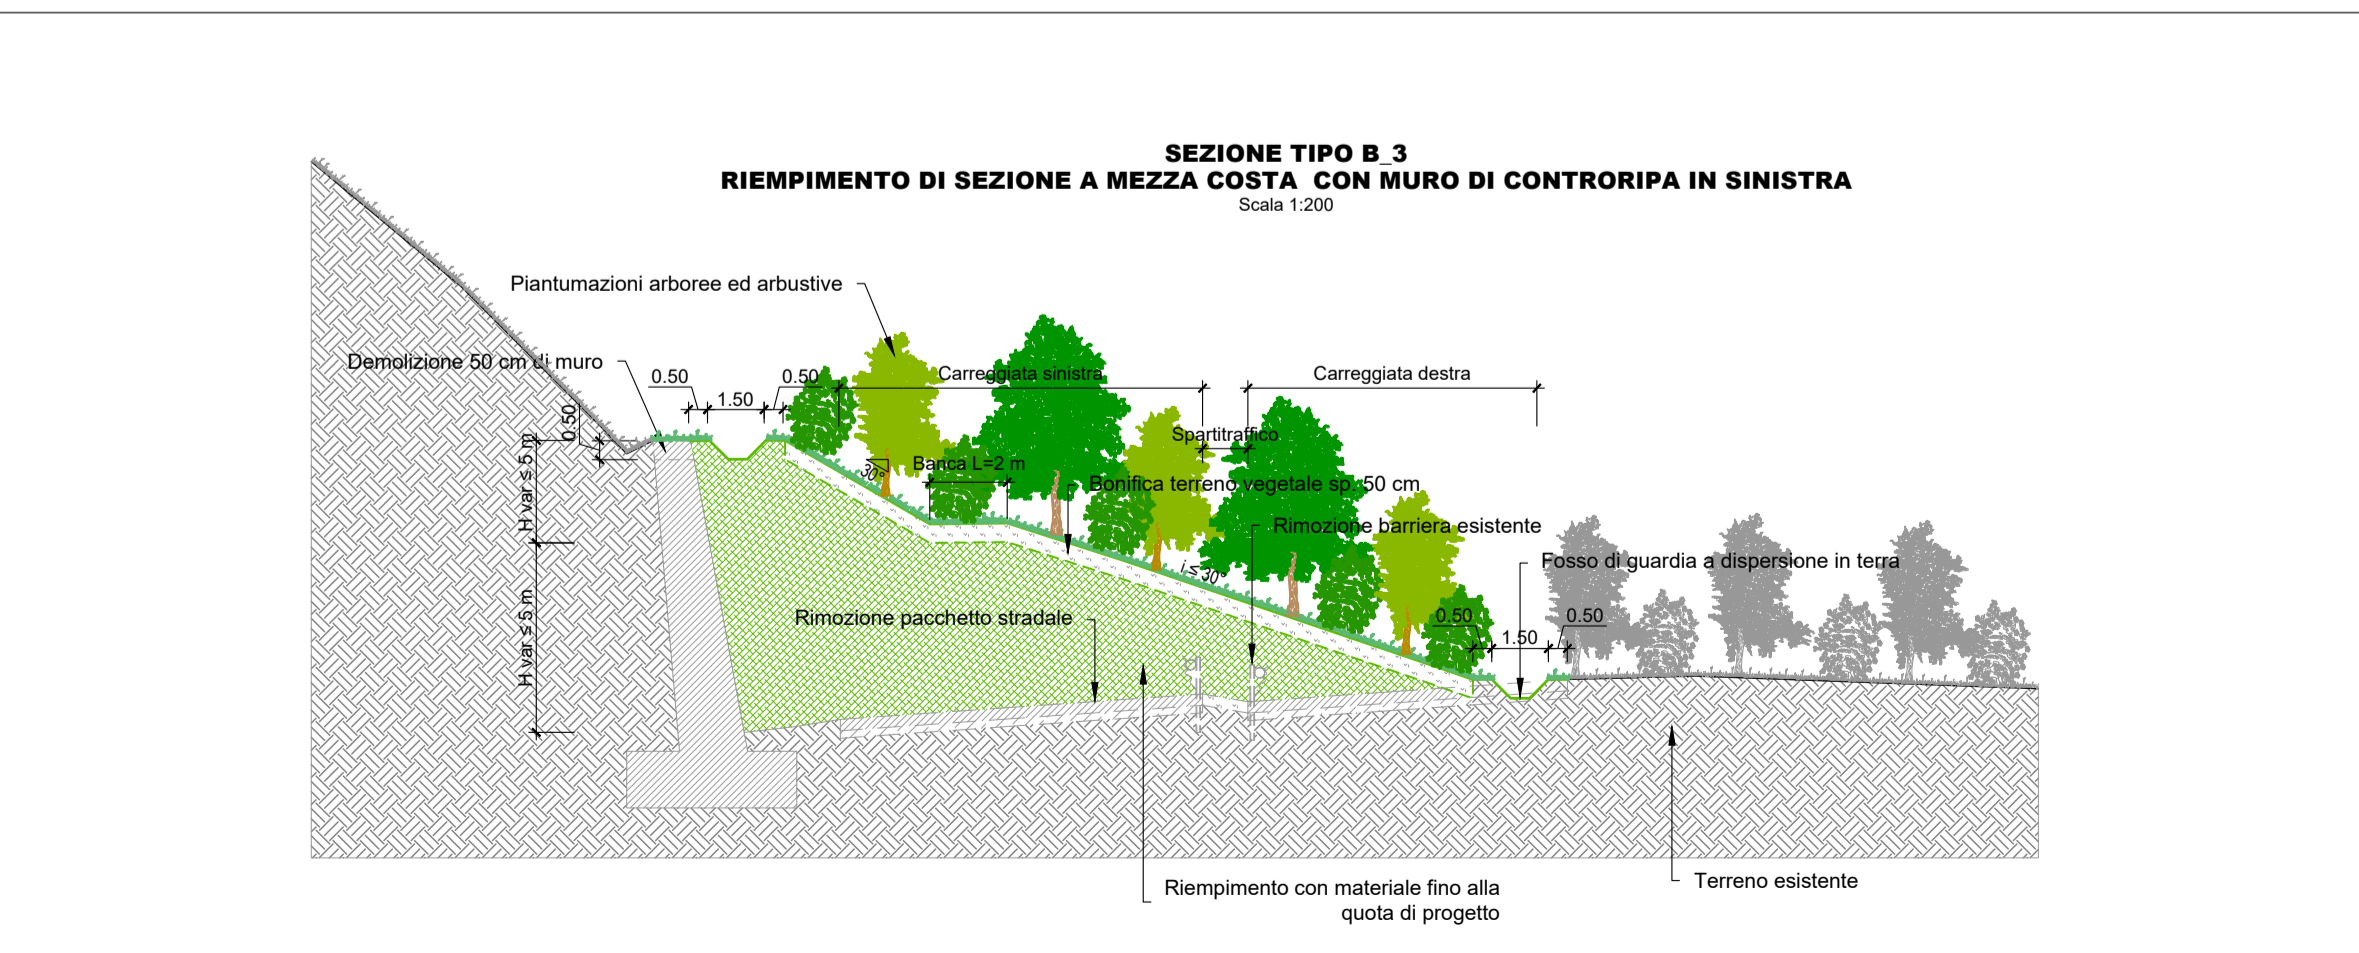 SEZIONE TIPO B_3
RIEMPIMENTO DI SEZIONE A MEZZA COSTA CON MURO DI CONTRORIPA IN SINISTRA
Scala 1:200
Piantumazioni arboree ed arbustive
Demolizione 50 cm di muro
0.50
1.50
0.50
Carreggiata sinistra
Carreggiata destra
0.50
Spartitraffico
H var ≤ 5 m
30°
Banca L=2 m
Bonifica terreno vegetale sp. 50 cm
Rimozione barriera esistente
Fosso di guardia a dispersione in terra
i ≤ 30°
H var ≤ 5 m
Rimozione pacchetto stradale
0.50
1.50
0.50
Terreno esistente
Riempimento con materiale fino alla
quota di progetto